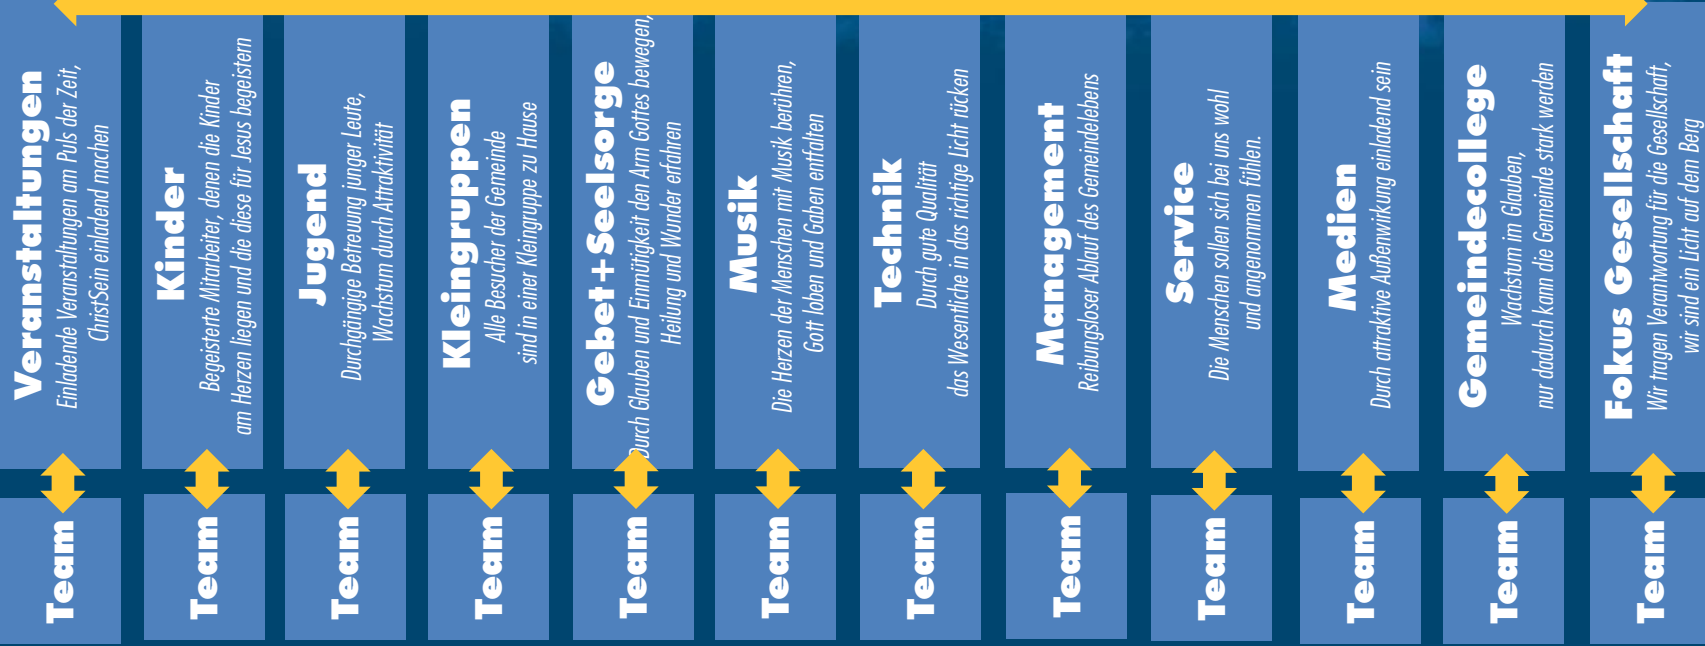 Veranstaltungen
Einladende Veranstaltungen am Puls der Zeit,
ChristSein einladend machen
Kinder
Begeisterte Mitarbeiter, denen die Kinder
am Herzen liegen und die diese für Jesus begeistern
Jugend
Durchgängige Betreuung junger Leute,
Wachstum durch Attraktivität
Kleingruppen
Alle Besucher der Gemeinde
sind in einer Kleingruppe zu Hause
Gebet+Seelsorge
Durch Glauben und Einmütigkeit den Arm Gottes bewegen,
Heilung und Wunder erfahren
Musik
Die Herzen der Menschen mit Musik berühren,
Gott loben und Gaben entfalten
Technik
Durch gute Qualität
das Wesentliche in das richtige Licht rücken
Management
Reibungsloser Ablauf des Gemeindelebens
Service
Die Menschen sollen sich bei uns wohl
und angenommen fühlen.
Medien
Durch attraktive Außenwirkung einladend sein
Gemeindecollege
Wachstum im Glauben,
nur dadurch kann die Gemeinde stark werden
Fokus Gesellschaft
Wir tragen Verantwortung für die Gesellschaft,
wir sind ein Licht auf dem Berg
Team
Team
Team
Team
Team
Team
Team
Team
Team
Team
Team
Team